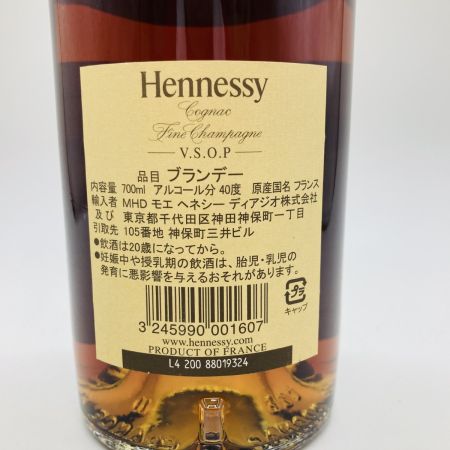 Hennessy
Cognac
Fine Champagne
V.S.O.P
品目 ブランデー
内容量 700ml アルコール分 40度 原産国名 フランス
輸入者 MHD モエ ヘネシー ディアジオ株式会社
及び 東京都千代田区神田神保町一丁目
引取先 105番地 神保町三井ビル
●飲酒は20歳になってから。
●妊娠中や授乳期の飲酒は、胎児・乳児の
発育に悪影響を与えるおそれがあります。
プラ
キャップ
3 245990 001607
www.hennessy.com
PRODUCT OF FRANCE
L4 200 88019324